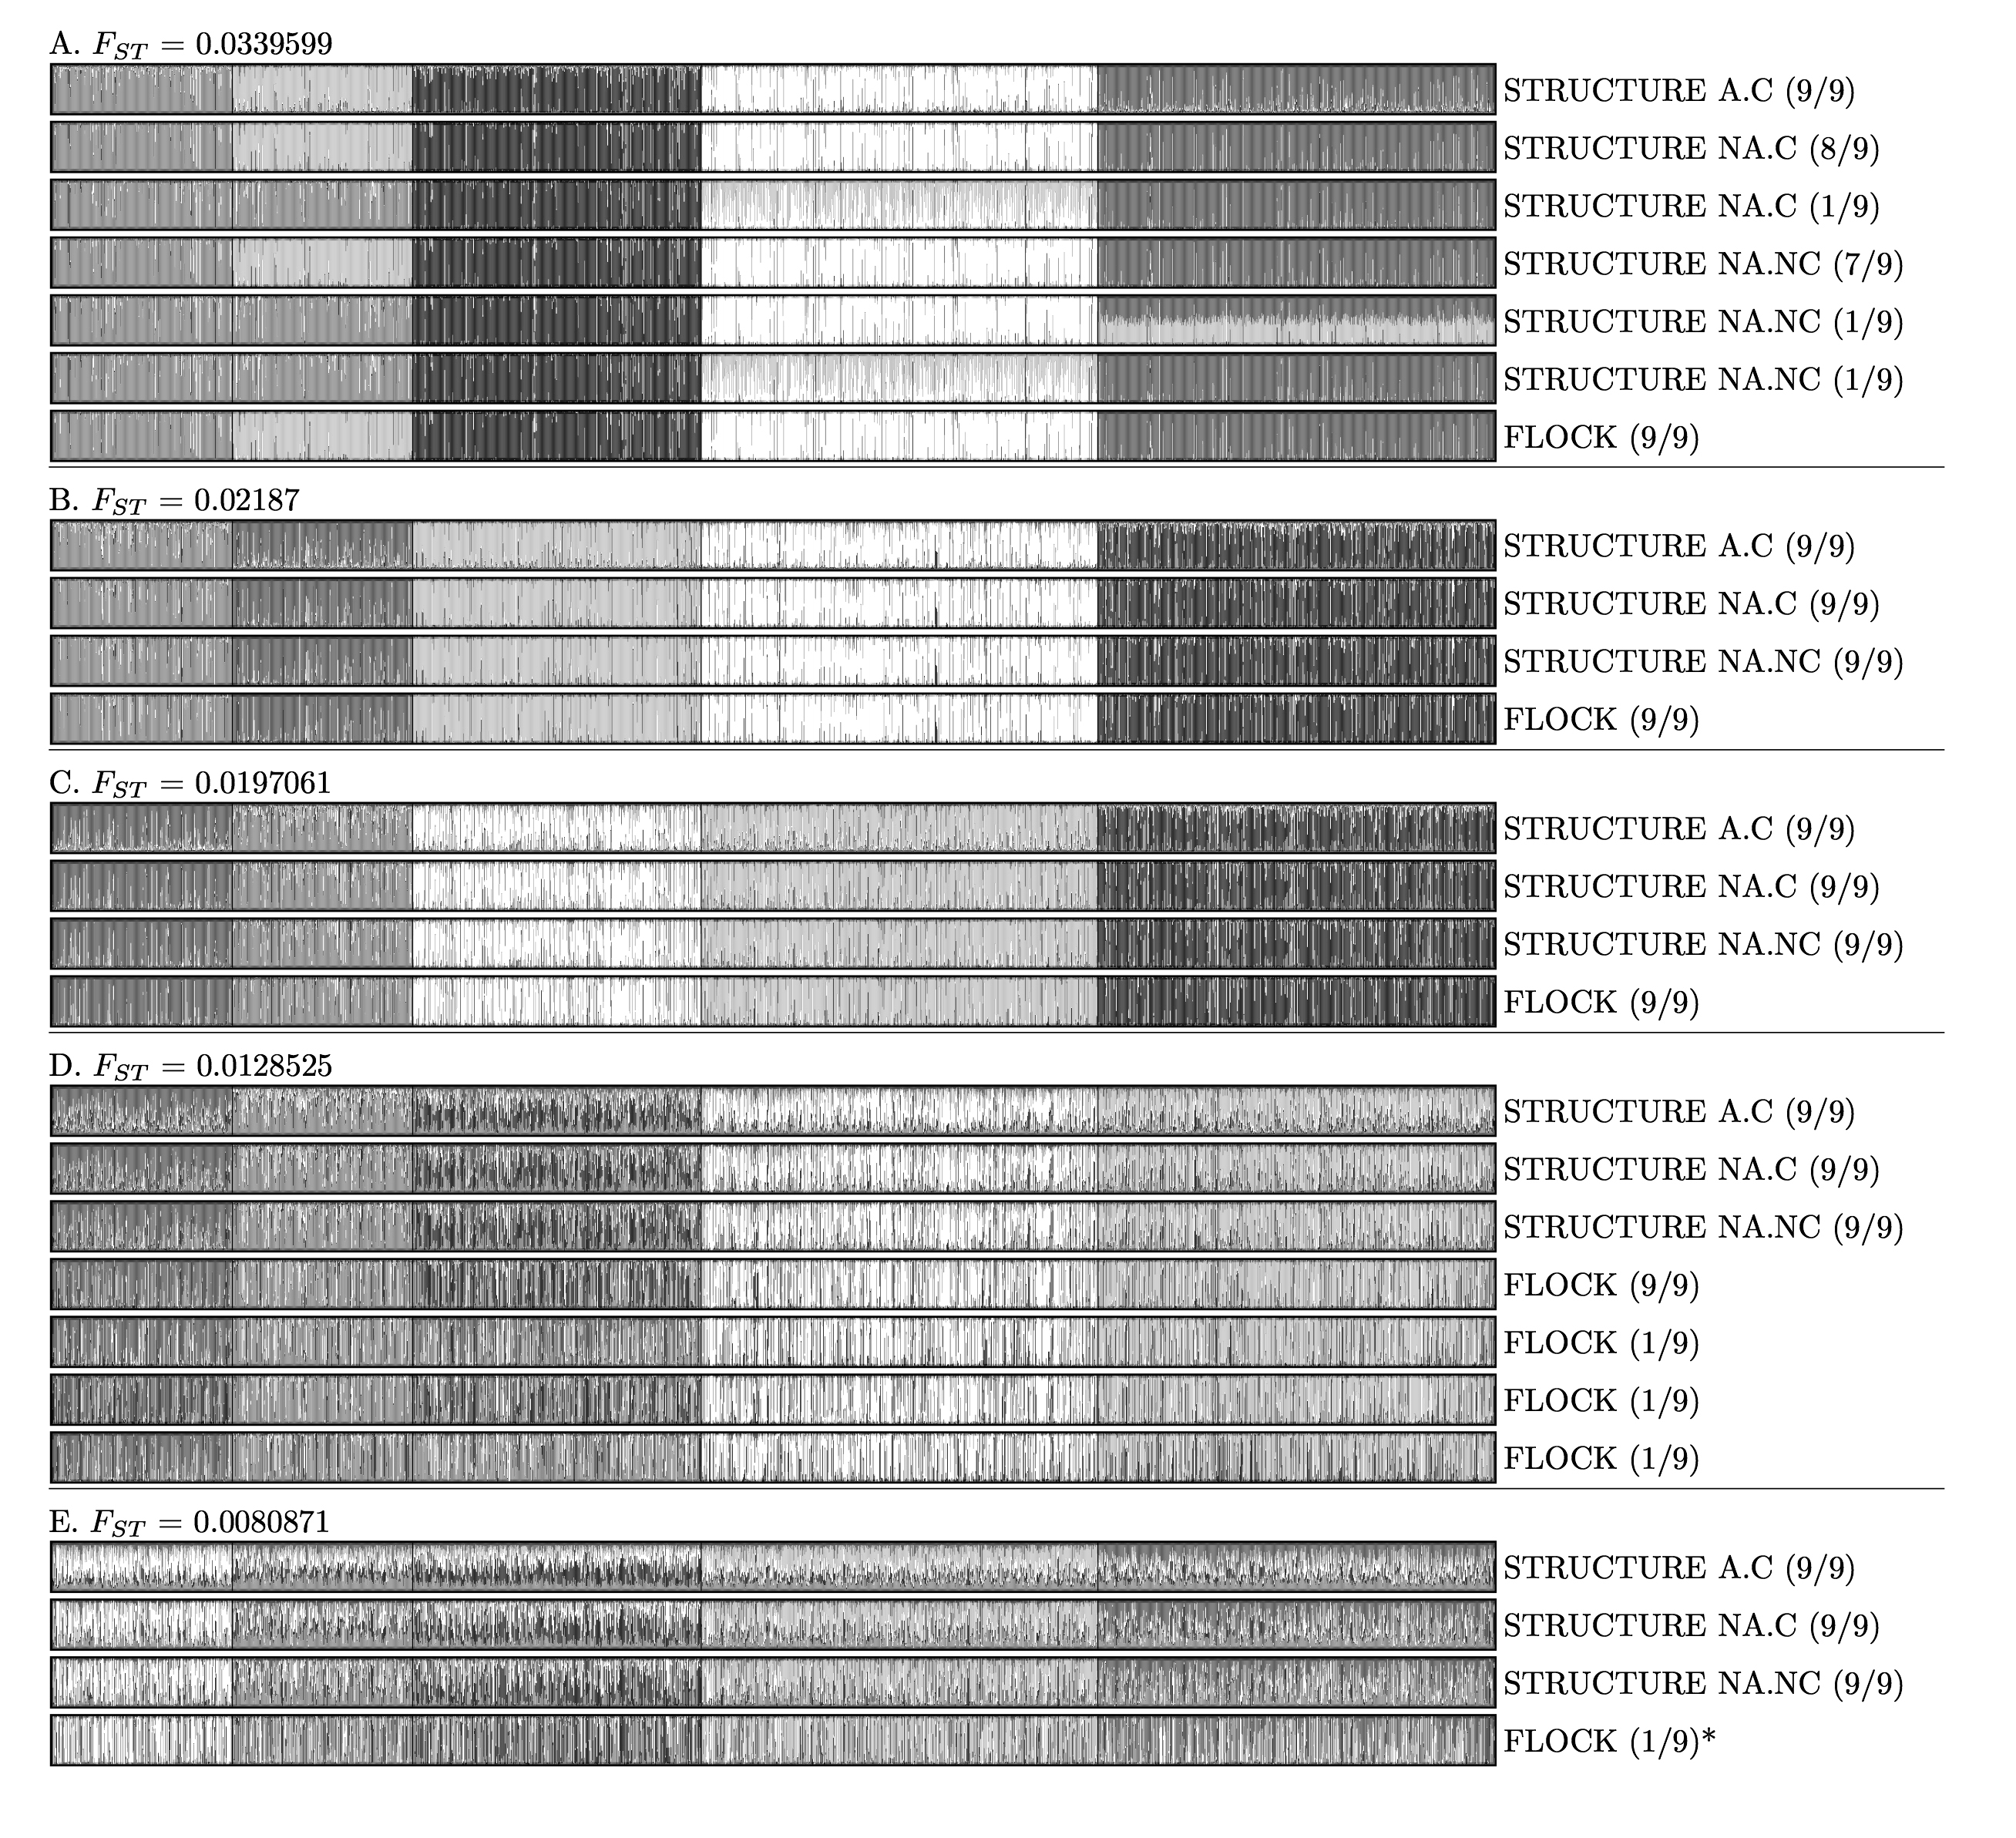 A. F_ST = 0.0339599
STRUCTURE A.C (9/9)
STRUCTURE NA.C (8/9)
STRUCTURE NA.C (1/9)
STRUCTURE NA.NC (7/9)
STRUCTURE NA.NC (1/9)
STRUCTURE NA.NC (1/9)
FLOCK (9/9)
B. F_ST = 0.02187
STRUCTURE A.C (9/9)
STRUCTURE NA.C (9/9)
STRUCTURE NA.NC (9/9)
FLOCK (9/9)
C. F_ST = 0.0197061
STRUCTURE A.C (9/9)
STRUCTURE NA.C (9/9)
STRUCTURE NA.NC (9/9)
FLOCK (9/9)
D. F_ST = 0.0128525
STRUCTURE A.C (9/9)
STRUCTURE NA.C (9/9)
STRUCTURE NA.NC (9/9)
FLOCK (9/9)
FLOCK (1/9)
FLOCK (1/9)
FLOCK (1/9)
E. F_ST = 0.0080871
STRUCTURE A.C (9/9)
STRUCTURE NA.C (9/9)
STRUCTURE NA.NC (9/9)
FLOCK (1/9)*